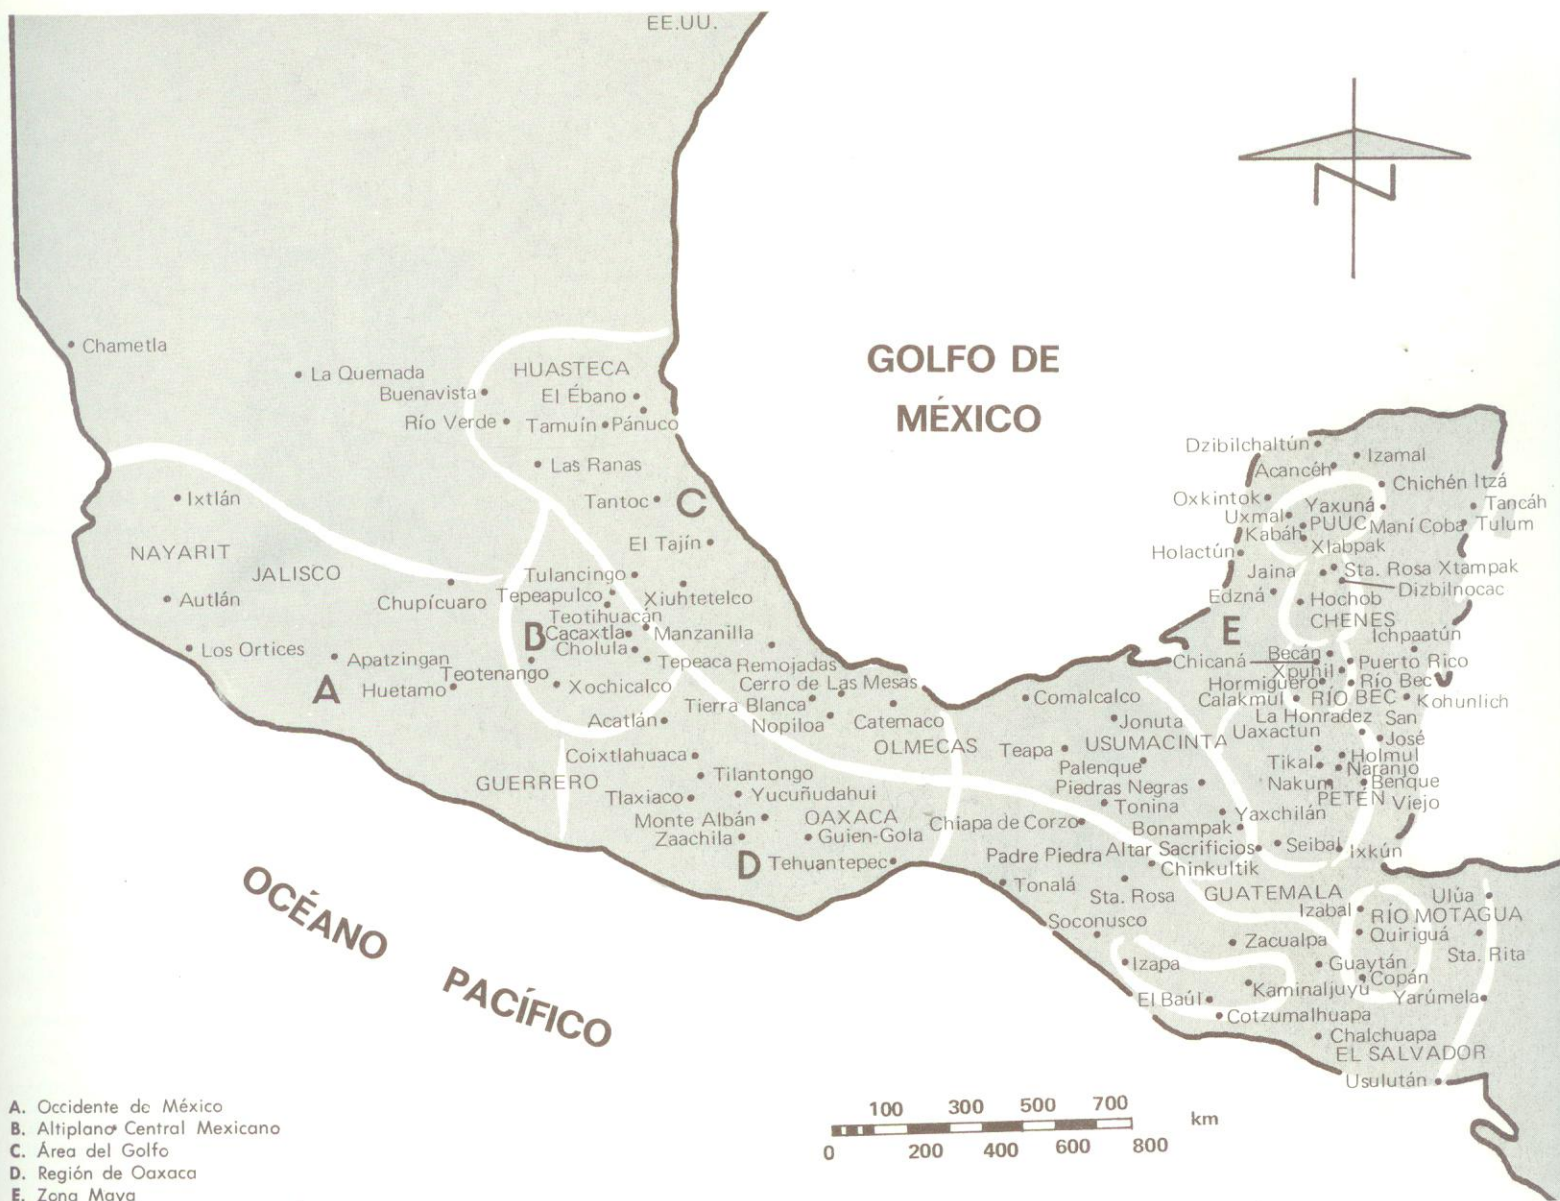 EE.UU.
Chametla
La Quemada
HUASTECA
Buenavista
El Ébano
Río Verde
Tamuín
Pánuco
Las Ranas
Ixtlán
Tantoc
C
El Tajín
NAYARIT
JALISCO
Autlán
Chupícuaro
Tulancingo
Tepeapulco
Xiuhtetelco
Teotihuacán
B
Cacaxtla
Manzanilla
Cholula
Los Ortices
Apatzingan
Tepeaca
Remojadas
Teotenango
A
Huetamo
Xochicalco
Cerro de Las Mesas
Tierra Blanca
Acatlán
Nopiloa
Catemaco
Coixtlahuaca
OLMECAS
GUERRERO
Tilantongo
Tlaxiaco
Yucuñudahui
Monte Albán
OAXACA
Zaachila
Guien-Gola
D
Tehuantepec
GOLFO DE
MÉXICO
N
Dzibilchaltún
Izamal
Acancéh
Chichén Itzá
Oxkintok
Yaxuná
Tancáh
Uxmal
PUUC
Maní
Coba
Tulum
Kabáh
Xlabpak
Holactún
Jaina
Sta. Rosa Xtampak
Edzná
Dizbilnocac
Hochob
CHENES
E
Ichpaatún
Becán
Chicaná
Puerto Rico
Xpuhil
Hormiguero
Río Bec
Calakmul
RÍO BEC
Kohunlich
Comalcalco
La Honradez
San
José
Jonuta
Uaxactun
Teapa
USUMACINTA
Holmul
Tikal
Palenque
Naranjo
Piedras Negras
Nakum
Benque
Viejo
PETÉN
Tonina
Yaxchilán
Chiapa de Corzo
Bonampak
Padre Piedra
Altar Sacrificios
Seibal
Ixkún
Chinkultik
Tonalá
Sta. Rosa
GUATEMALA
Ulúa
Izabal
RÍO MOTAGUA
Soconusco
Quiriguá
Zacualpa
Sta. Rita
Izapa
Guaytán
Copán
Kaminaljuyú
Yarúmela
El Baúl
Cotzumalhuapa
Chalchuapa
EL SALVADOR
Usulután
OCÉANO PACÍFICO
A. Occidente de México
B. Altiplano Central Mexicano
C. Área del Golfo
D. Región de Oaxaca
E. Zona Maya
100 300 500 700
km
0 200 400 600 800